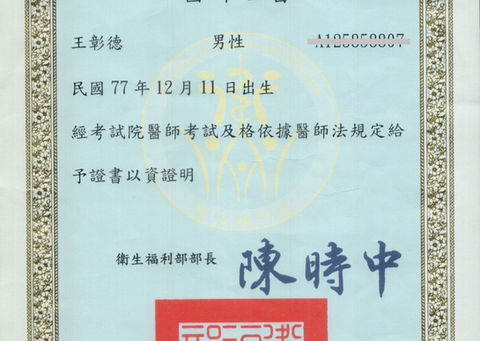 王彰德 男性
民國77年12月11日出生
經考試院醫師考試及格依據醫師法規定給
予證書以資證明
衛生福利部部長 陳時中